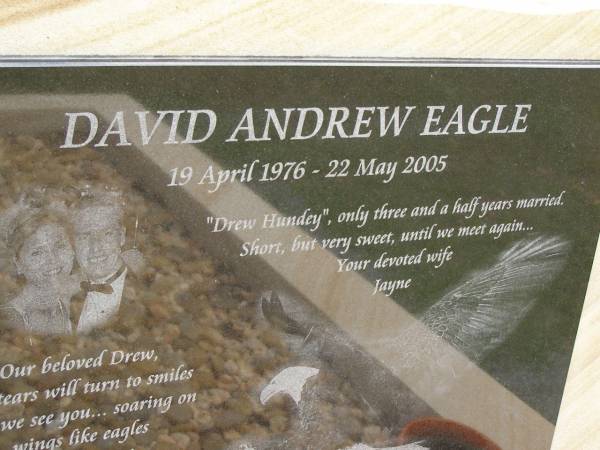 DAVID ANDREW EAGLE
19 April 1976 - 22 May 2005
"Drew Hundey", only three and a half years married.
Short, but very sweet, until we meet again...
Your devoted wife
Jayne
Our beloved Drew,
tears will turn to smiles
we see you... soaring on
wings like eagles